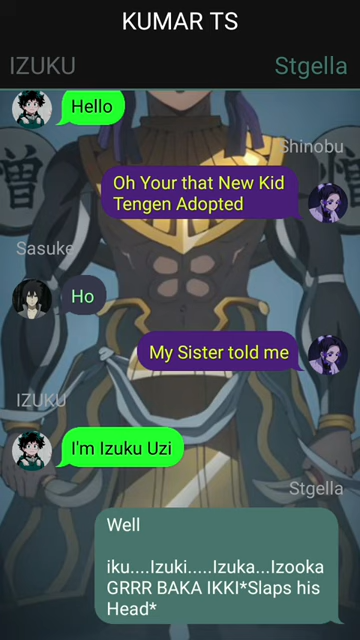 KUMAR TS
IZUKU
Stgella
Hello
Shinobu
Oh Your that New Kid
Tengen Adopted
Sasuke
Ho
My Sister told me
IZUKU
I'm Izuku Uzi
Stgella
Well
iku....Izuki.....Izuka...Izooka
GRRR BAKA IKKI*Slaps his
Head*
憎